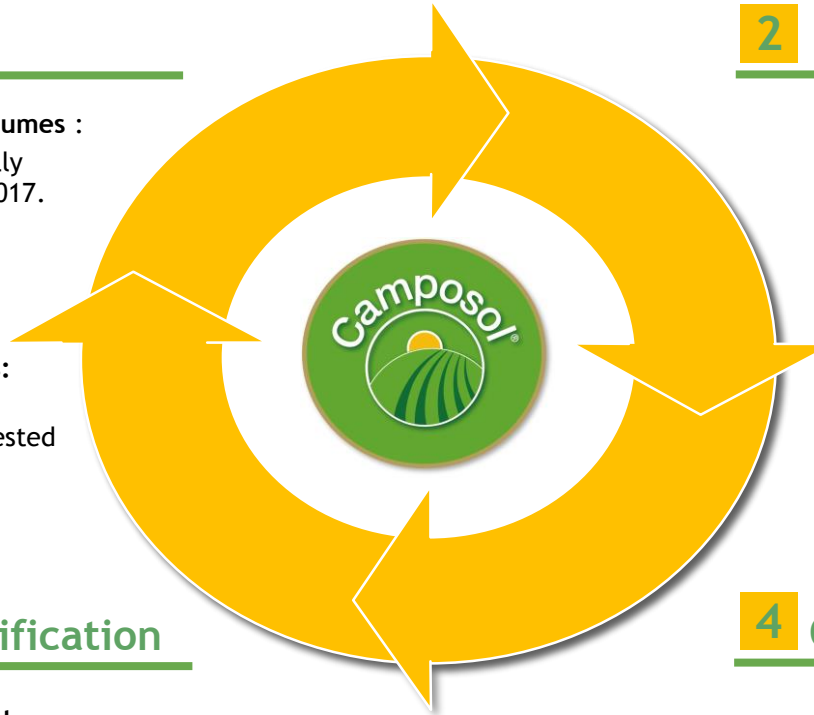 2
umes :
ly
017.
Camposol®
:
ested
ification
4